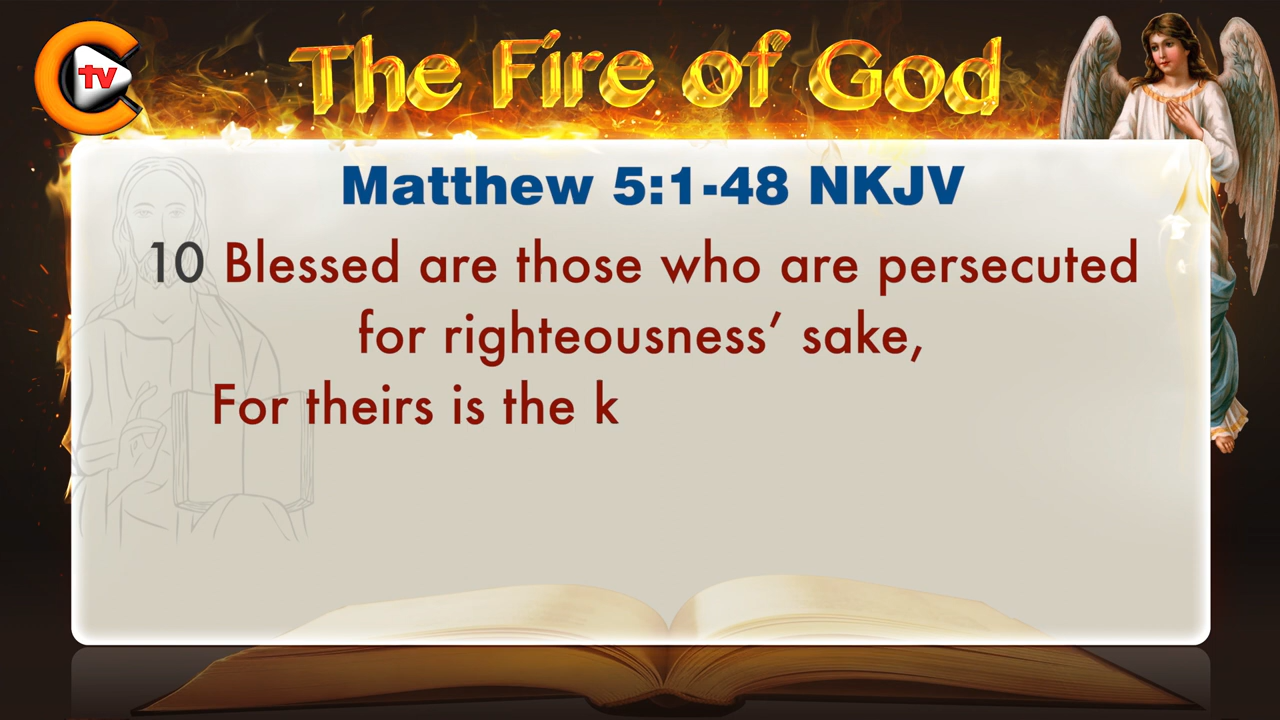 tv
The Fire of God
Matthew 5:1-48 NKJV
10 Blessed are those who are persecuted
for righteousness’ sake,
For theirs is the k